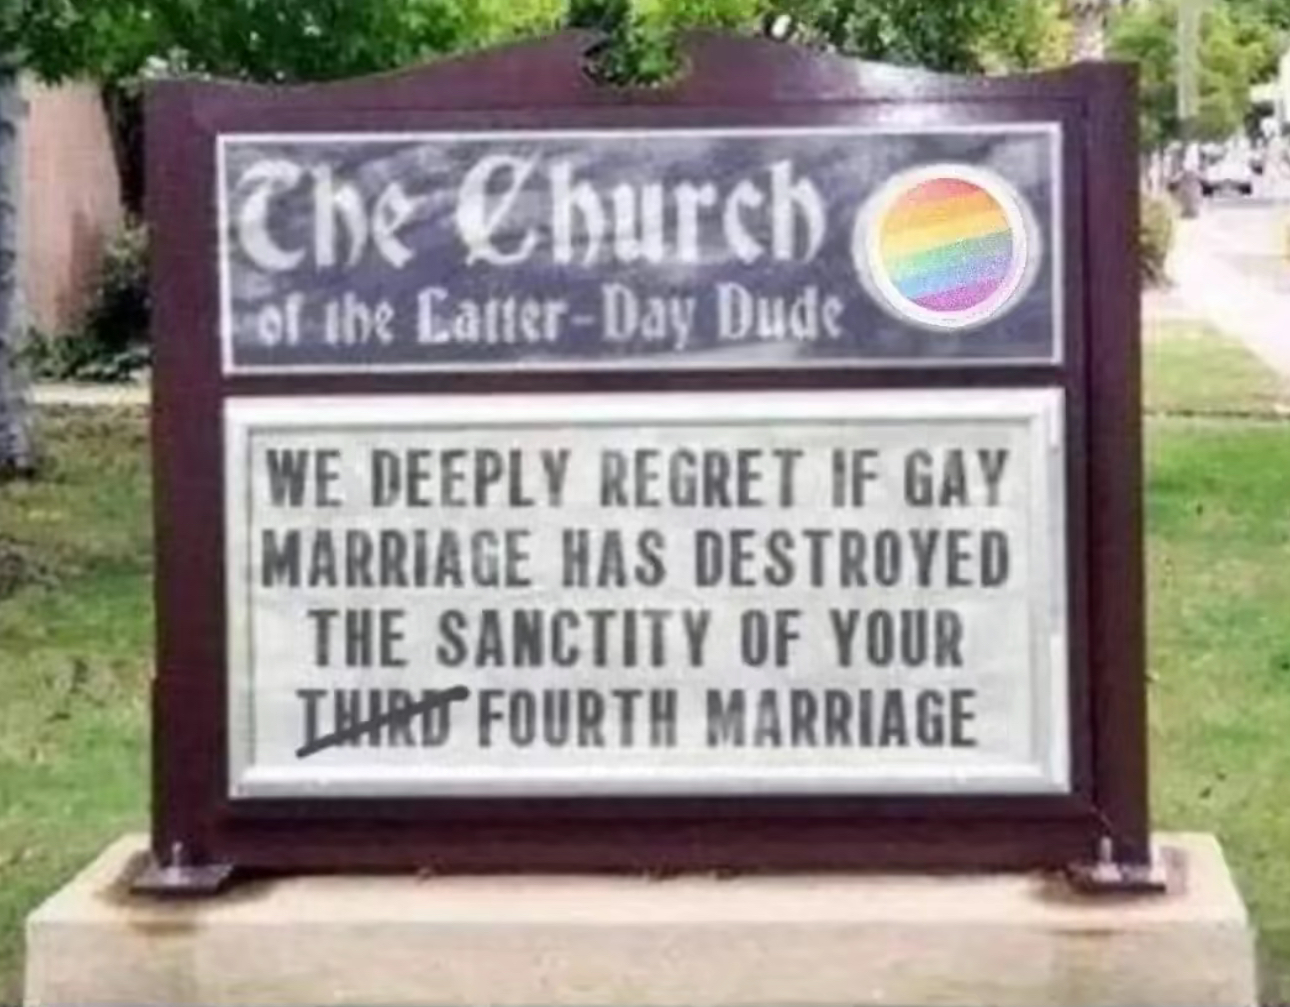 The Church
of the Latter-Day Dude
WE DEEPLY REGRET IF GAY
MARRIAGE HAS DESTROYED
THE SANCTITY OF YOUR
THIRD FOURTH MARRIAGE